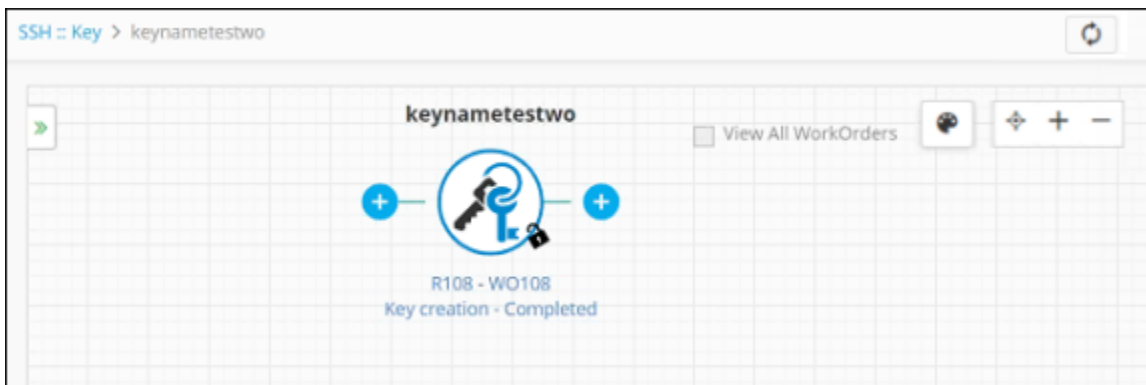 SSH :: Key > keynametestwo
keynametestwo
View All WorkOrders
R108 - WO108
Key creation - Completed